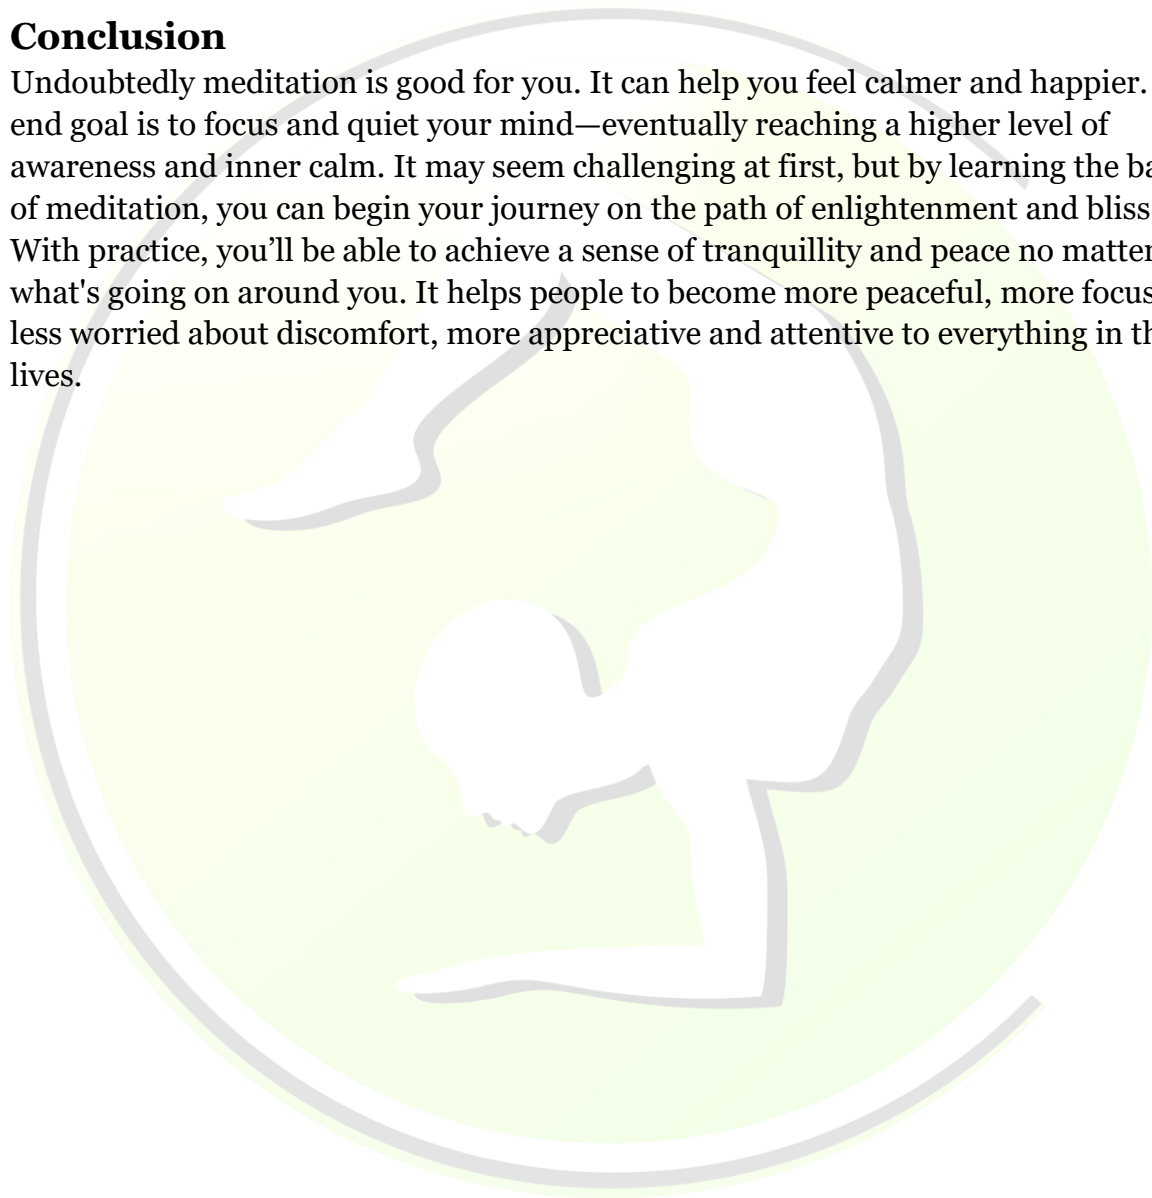 Conclusion
Undoubtedly meditation is good for you. It can help you feel calmer and happier.
end goal is to focus and quiet your mind—eventually reaching a higher level of
awareness and inner calm. It may seem challenging at first, but by learning the
of meditation, you can begin your journey on the path of enlightenment and bliss
With practice, you’ll be able to achieve a sense of tranquillity and peace no matter
what's going on around you. It helps people to become more peaceful, more
less worried about discomfort, more appreciative and attentive to everything in
lives.